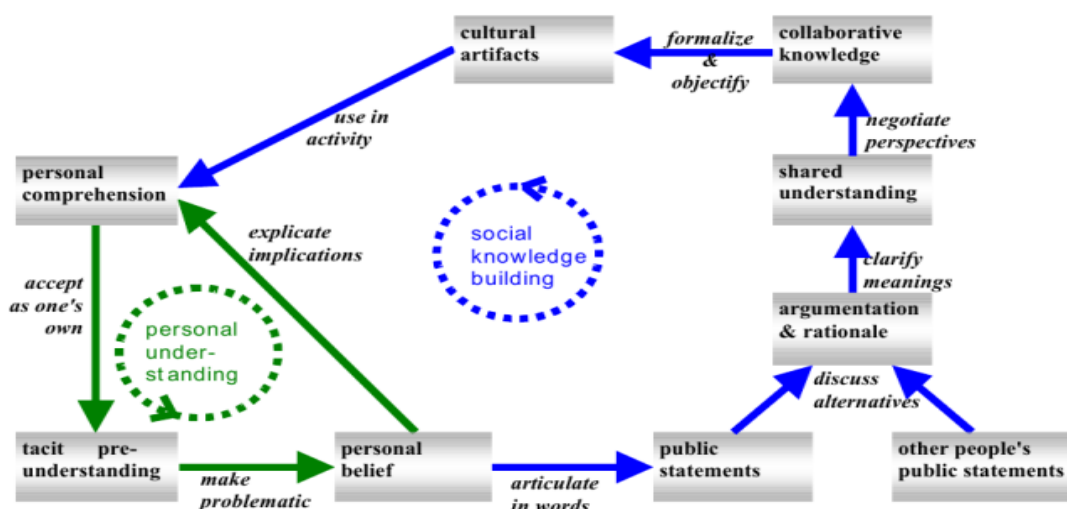 cultural
artifacts
formalize
&
objectify
collaborative
knowledge
use in
activity
negotiate
perspectives
personal
comprehension
shared
understanding
explicate
implications
social
knowledge
building
clarify
meanings
accept
as one's
own
personal
under-
standing
argumentation
& rationale
discuss
alternatives
tacit pre-
understanding
make
problematic
personal
belief
articulate
in words
public
statements
other people's
public statements